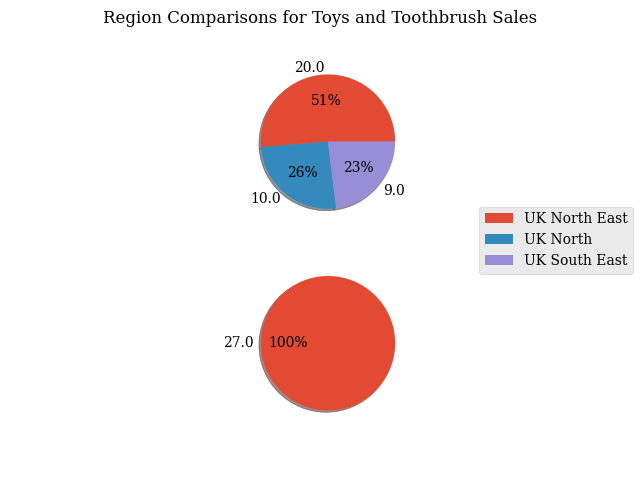 Region Comparisons for Toys and Toothbrush Sales
20.0
51%
26%
23%
10.0
9.0
UK North East
UK North
UK South East
27.0
100%